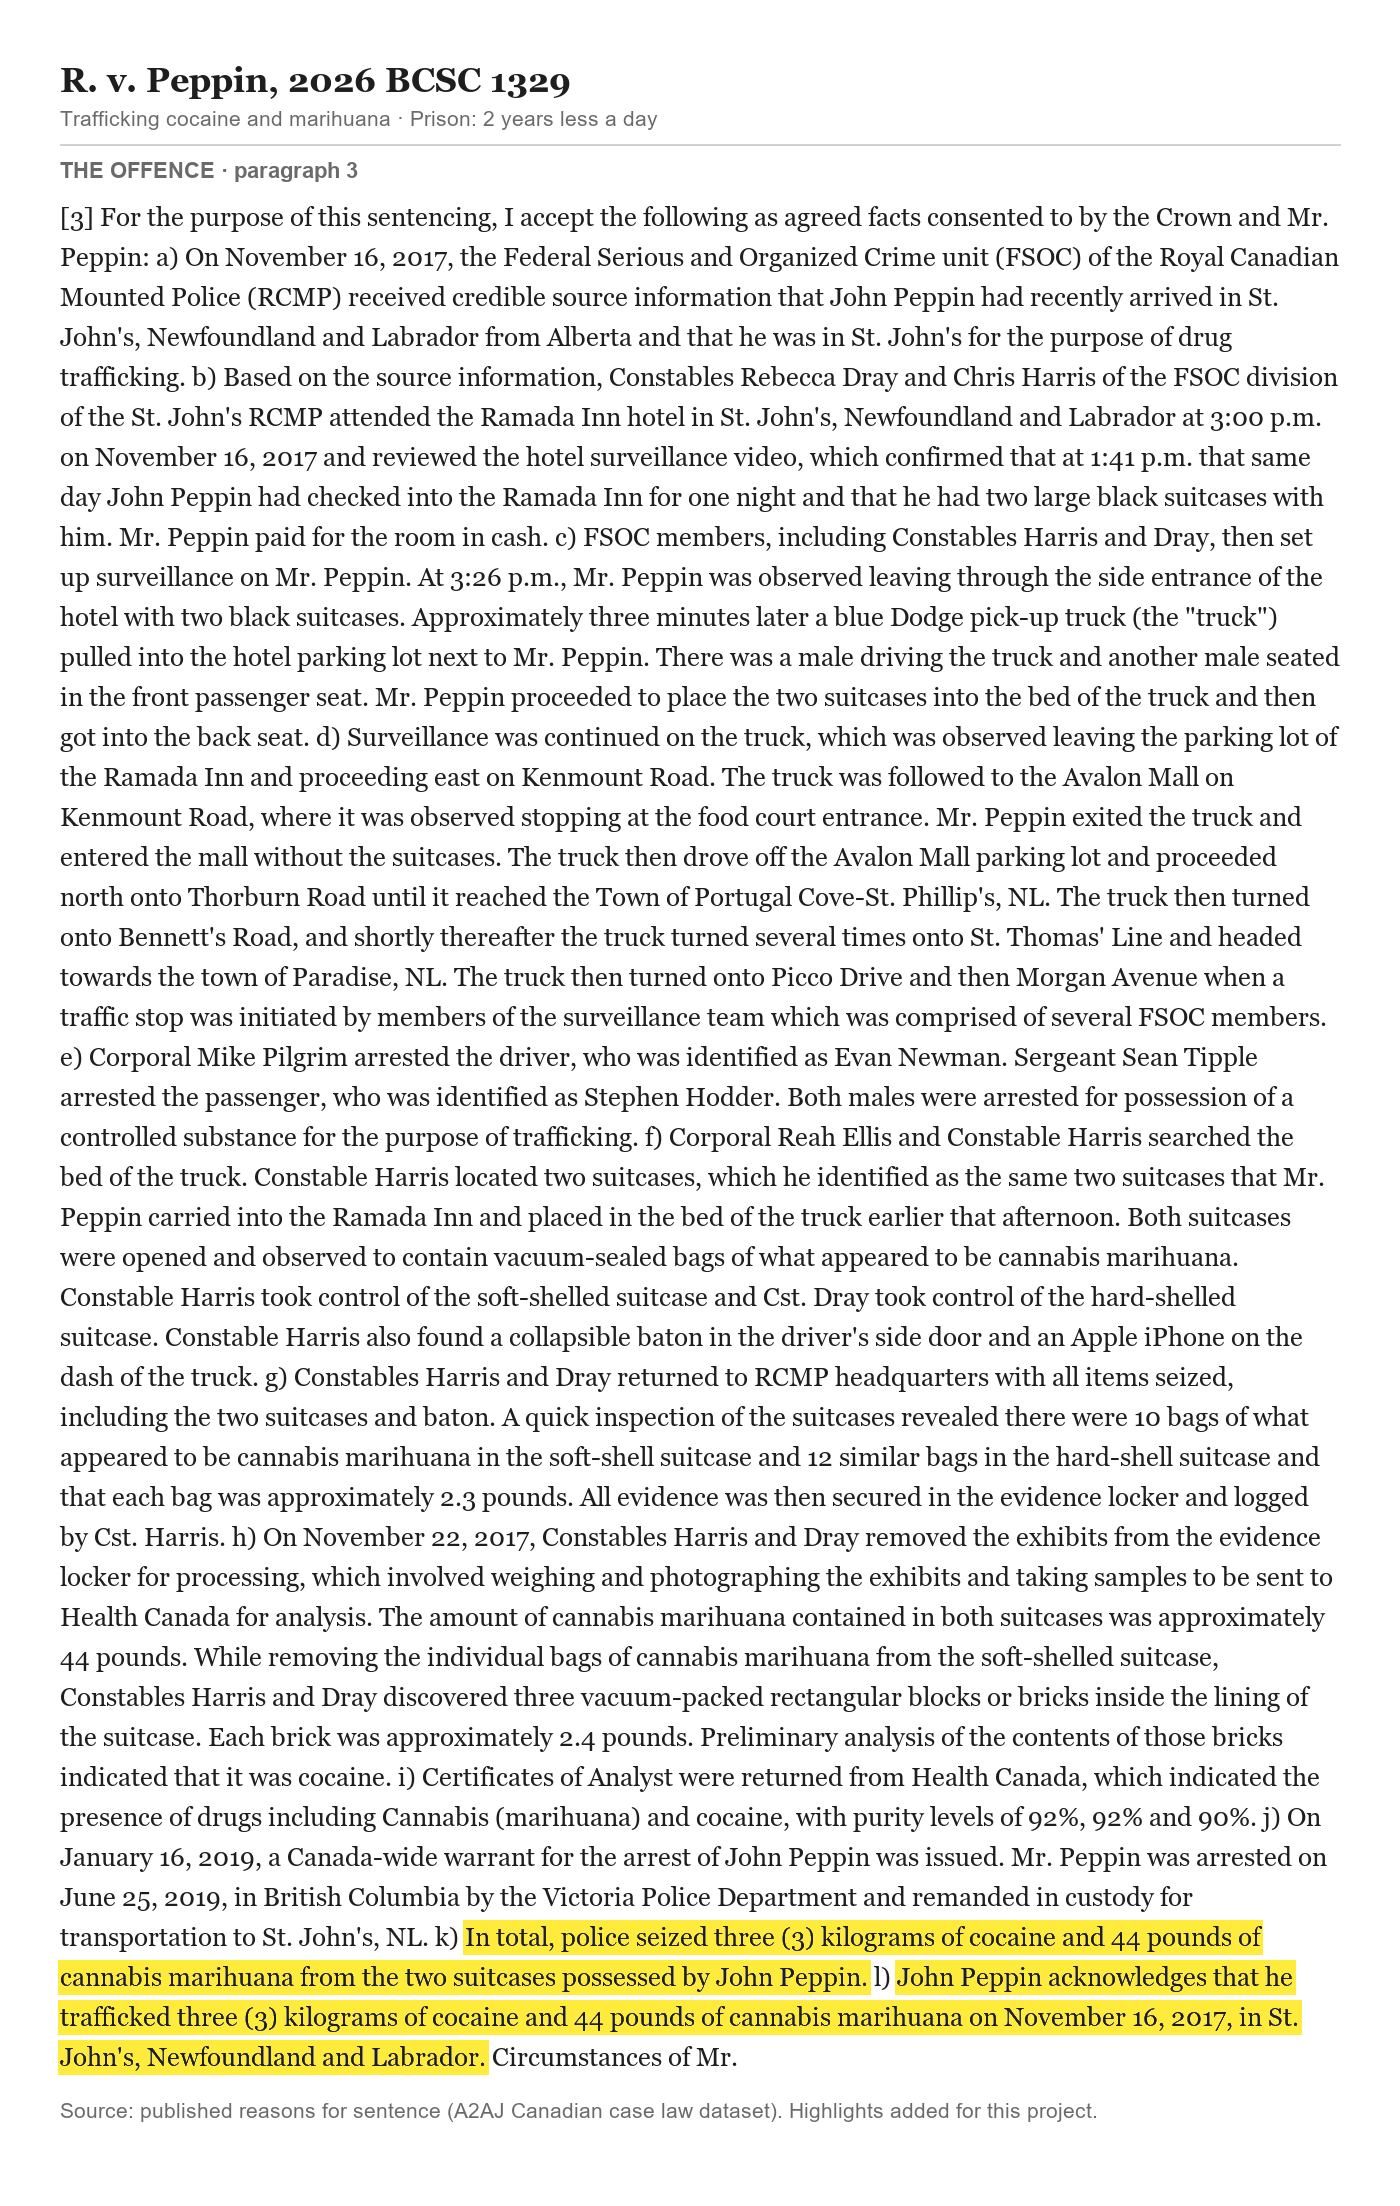 R. v. Peppin, 2026 BCSC 1329
Trafficking cocaine and marihuana · Prison: 2 years less a day
THE OFFENCE · paragraph 3
[3] For the purpose of this sentencing, I accept the following as agreed facts consented to by the Crown and Mr.
Peppin: a) On November 16, 2017, the Federal Serious and Organized Crime unit (FSOC) of the Royal Canadian
Mounted Police (RCMP) received credible source information that John Peppin had recently arrived in St.
John's, Newfoundland and Labrador from Alberta and that he was in St. John's for the purpose of drug
trafficking. b) Based on the source information, Constables Rebecca Dray and Chris Harris of the FSOC division
of the St. John's RCMP attended the Ramada Inn hotel in St. John's, Newfoundland and Labrador at 3:00 p.m.
on November 16, 2017 and reviewed the hotel surveillance video, which confirmed that at 1:41 p.m. that same
day John Peppin had checked into the Ramada Inn for one night and that he had two large black suitcases with
him. Mr. Peppin paid for the room in cash. c) FSOC members, including Constables Harris and Dray, then set
up surveillance on Mr. Peppin. At 3:26 p.m., Mr. Peppin was observed leaving through the side entrance of the
hotel with two black suitcases. Approximately three minutes later a blue Dodge pick-up truck (the "truck")
pulled into the hotel parking lot next to Mr. Peppin. There was a male driving the truck and another male seated
in the front passenger seat. Mr. Peppin proceeded to place the two suitcases into the bed of the truck and then
got into the back seat. d) Surveillance was continued on the truck, which was observed leaving the parking lot of
the Ramada Inn and proceeding east on Kenmount Road. The truck was followed to the Avalon Mall on
Kenmount Road, where it was observed stopping at the food court entrance. Mr. Peppin exited the truck and
entered the mall without the suitcases. The truck then drove off the Avalon Mall parking lot and proceeded
north onto Thorburn Road until it reached the Town of Portugal Cove-St. Phillip's, NL. The truck then turned
onto Bennett's Road, and shortly thereafter the truck turned several times onto St. Thomas' Line and headed
towards the town of Paradise, NL. The truck then turned onto Picco Drive and then Morgan Avenue when a
traffic stop was initiated by members of the surveillance team which was comprised of several FSOC members.
e) Corporal Mike Pilgrim arrested the driver, who was identified as Evan Newman. Sergeant Sean Tipple
arrested the passenger, who was identified as Stephen Hodder. Both males were arrested for possession of a
controlled substance for the purpose of trafficking. f) Corporal Reah Ellis and Constable Harris searched the
bed of the truck. Constable Harris located two suitcases, which he identified as the same two suitcases that Mr.
Peppin carried into the Ramada Inn and placed in the bed of the truck earlier that afternoon. Both suitcases
were opened and observed to contain vacuum-sealed bags of what appeared to be cannabis marihuana.
Constable Harris took control of the soft-shelled suitcase and Cst. Dray took control of the hard-shelled
suitcase. Constable Harris also found a collapsible baton in the driver's side door and an Apple iPhone on the
dash of the truck. g) Constables Harris and Dray returned to RCMP headquarters with all items seized,
including the two suitcases and baton. A quick inspection of the suitcases revealed there were 10 bags of what
appeared to be cannabis marihuana in the soft-shell suitcase and 12 similar bags in the hard-shell suitcase and
that each bag was approximately 2.3 pounds. All evidence was then secured in the evidence locker and logged
by Cst. Harris. h) On November 22, 2017, Constables Harris and Dray removed the exhibits from the evidence
locker for processing, which involved weighing and photographing the exhibits and taking samples to be sent to
Health Canada for analysis. The amount of cannabis marihuana contained in both suitcases was approximately
44 pounds. While removing the individual bags of cannabis marihuana from the soft-shelled suitcase,
Constables Harris and Dray discovered three vacuum-packed rectangular blocks or bricks inside the lining of
the suitcase. Each brick was approximately 2.4 pounds. Preliminary analysis of the contents of those bricks
indicated that it was cocaine. i) Certificates of Analyst were returned from Health Canada, which indicated the
presence of drugs including Cannabis (marihuana) and cocaine, with purity levels of 92%, 92% and 90%. j) On
January 16, 2019, a Canada-wide warrant for the arrest of John Peppin was issued. Mr. Peppin was arrested on
June 25, 2019, in British Columbia by the Victoria Police Department and remanded in custody for
transportation to St. John's, NL. k) In total, police seized three (3) kilograms of cocaine and 44 pounds of
cannabis marihuana from the two suitcases possessed by John Peppin. l) John Peppin acknowledges that he
trafficked three (3) kilograms of cocaine and 44 pounds of cannabis marihuana on November 16, 2017, in St.
John's, Newfoundland and Labrador. Circumstances of Mr.
Source: published reasons for sentence (A2AJ Canadian case law dataset). Highlights added for this project.